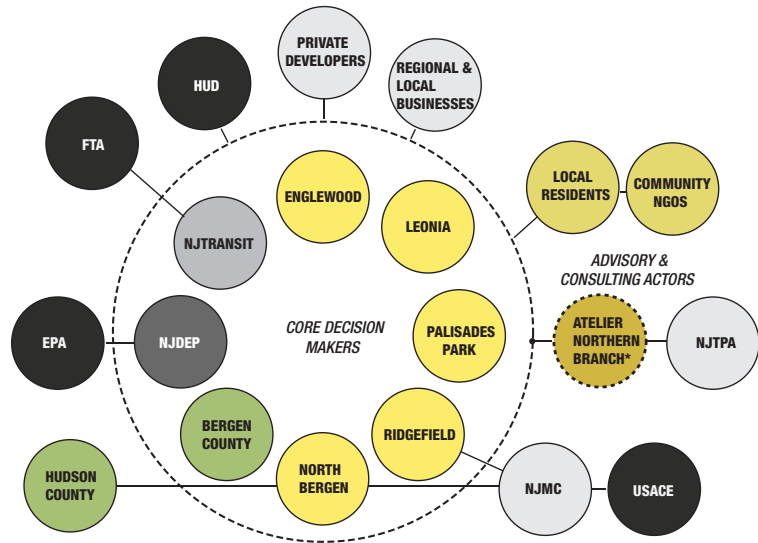 PRIVATE
DEVELOPERS
REGIONAL &
LOCAL
BUSINESSES
HUD
FTA
ENGLEWOOD
LOCAL
RESIDENTS
COMMUNITY
NGOS
LEONIA
NJTRANSIT
ADVISORY &
CONSULTING ACTORS
CORE DECISION
MAKERS
PALISADES
PARK
ATELIER
NORTHERN
BRANCH*
NJTPA
EPA
NJDEP
BERGEN
COUNTY
RIDGEFIELD
HUDSON
COUNTY
NORTH
BERGEN
NJMC
USACE